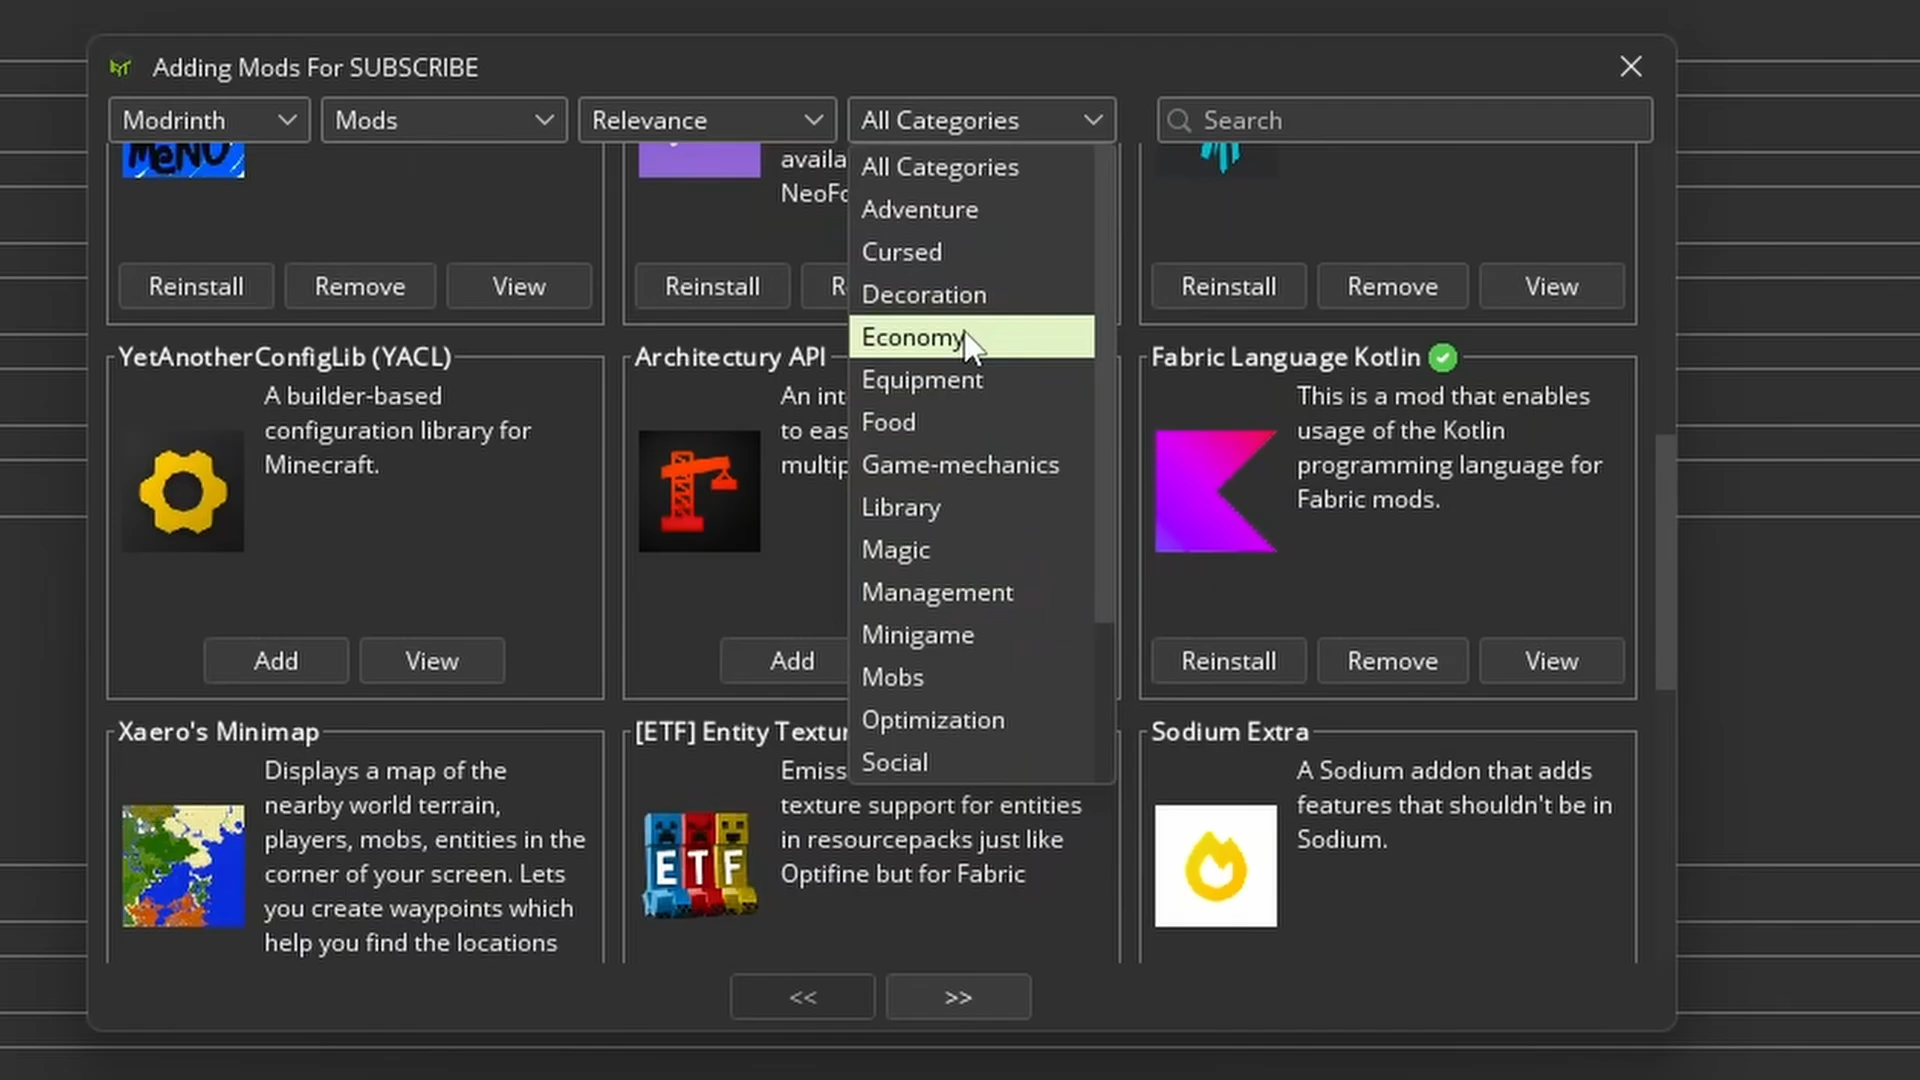 Adding Mods For SUBSCRIBE
Modrinth
Mods
Relevance
All Categories
Search
MENU
availa
NeoFo
Reinstall
Remove
View
Reinstall
R
Reinstall
Remove
View
All Categories
Adventure
Cursed
Decoration
Economy
Equipment
Food
Game-mechanics
Library
Magic
Management
Minigame
Mobs
Optimization
Social
YetAnotherConfigLib (YACL)
A builder-based
configuration library for
Minecraft.
Add
View
Architectury API
An int
to eas
multip
Add
Fabric Language Kotlin
This is a mod that enables
usage of the Kotlin
programming language for
Fabric mods.
Reinstall
Remove
View
Xaero's Minimap
Displays a map of the
nearby world terrain,
players, mobs, entities in the
corner of your screen. Lets
you create waypoints which
help you find the locations
[ETF] Entity Textur
Emiss
texture support for entities
in resourcepacks just like
Optifine but for Fabric
ETF
Sodium Extra
A Sodium addon that adds
features that shouldn't be in
Sodium.
<<
>>